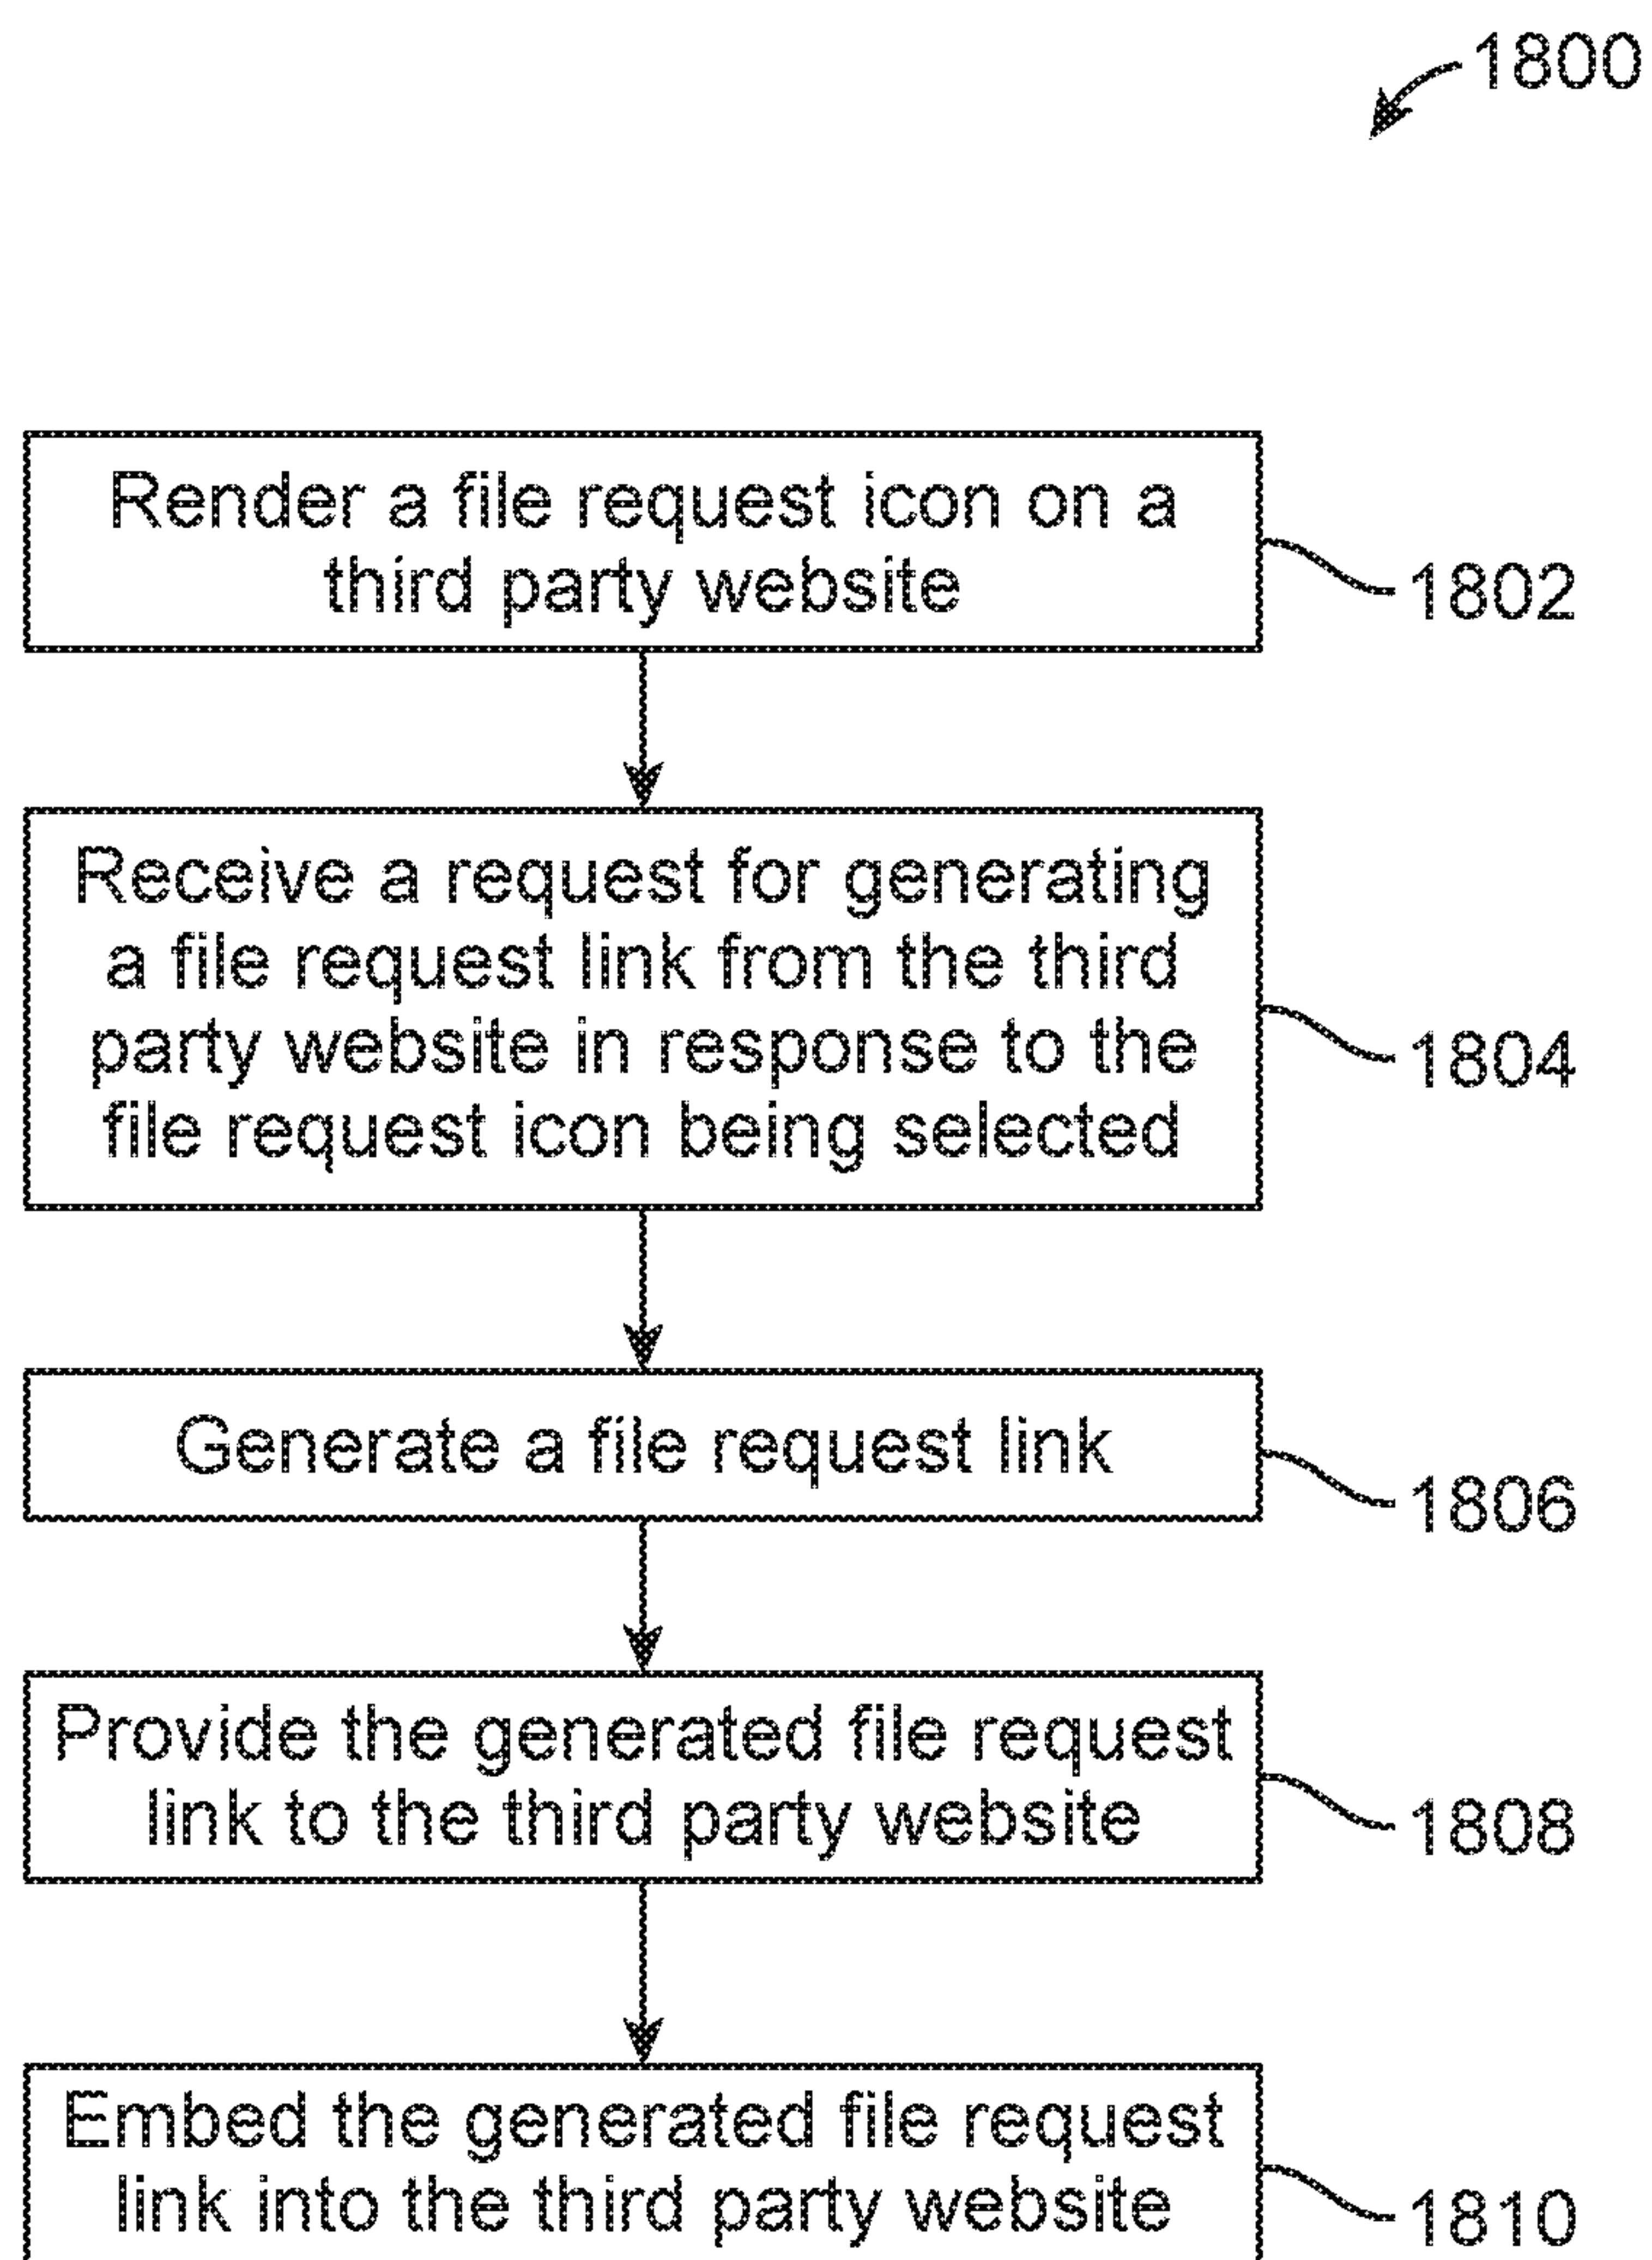 1800
Render a file request icon on a
third party website
1802
Receive a request for generating
a file request link from the third
party website in response to the
file request icon being selected
1804
Generate a file request link
1806
Provide the generated file request
link to the third party website
1808
Embed the generated file request
link into the third party website
1810